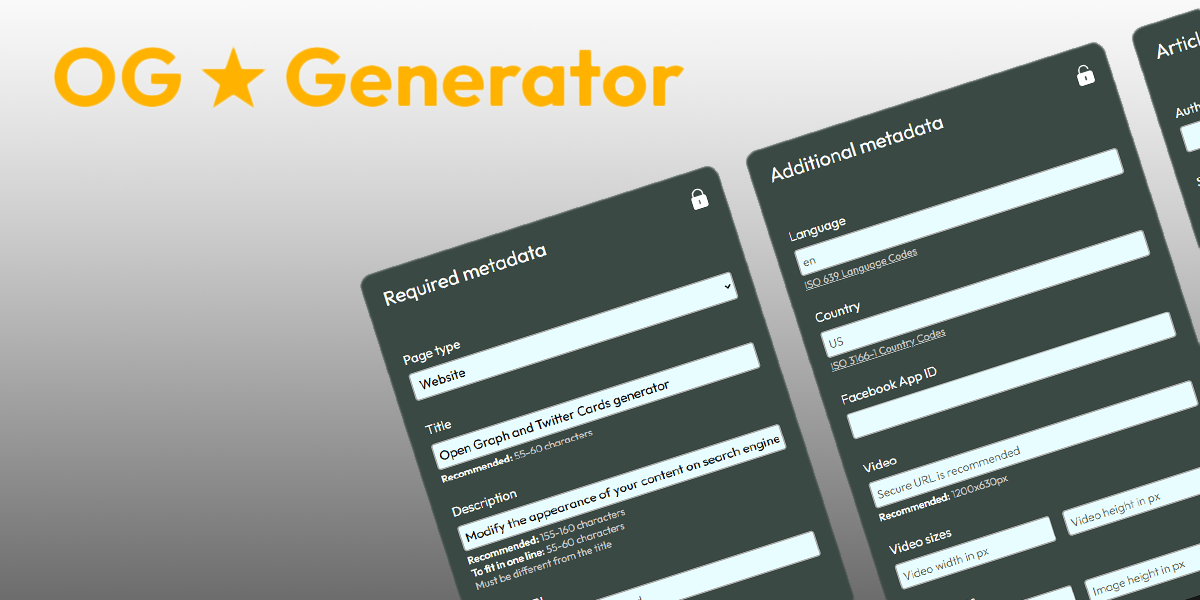 OG ★ Generator
Required metadata
Page type
Website
Title
Open Graph and Twitter Cards generator
Recommended: 55-60 characters
Description
Modify the appearance of your content on search engine
Recommended: 155-160 characters
To fit in one line: 55-60 characters
Must be different from the title
Additional metadata
Language
en
ISO 639 Language Codes
Country
US
ISO 3166-1 Country Codes
Facebook App ID
Video
Secure URL is recommended
Recommended: 1200x630px
Video sizes
Video width in px
Video height in px
Image height in px
Artic
Auth